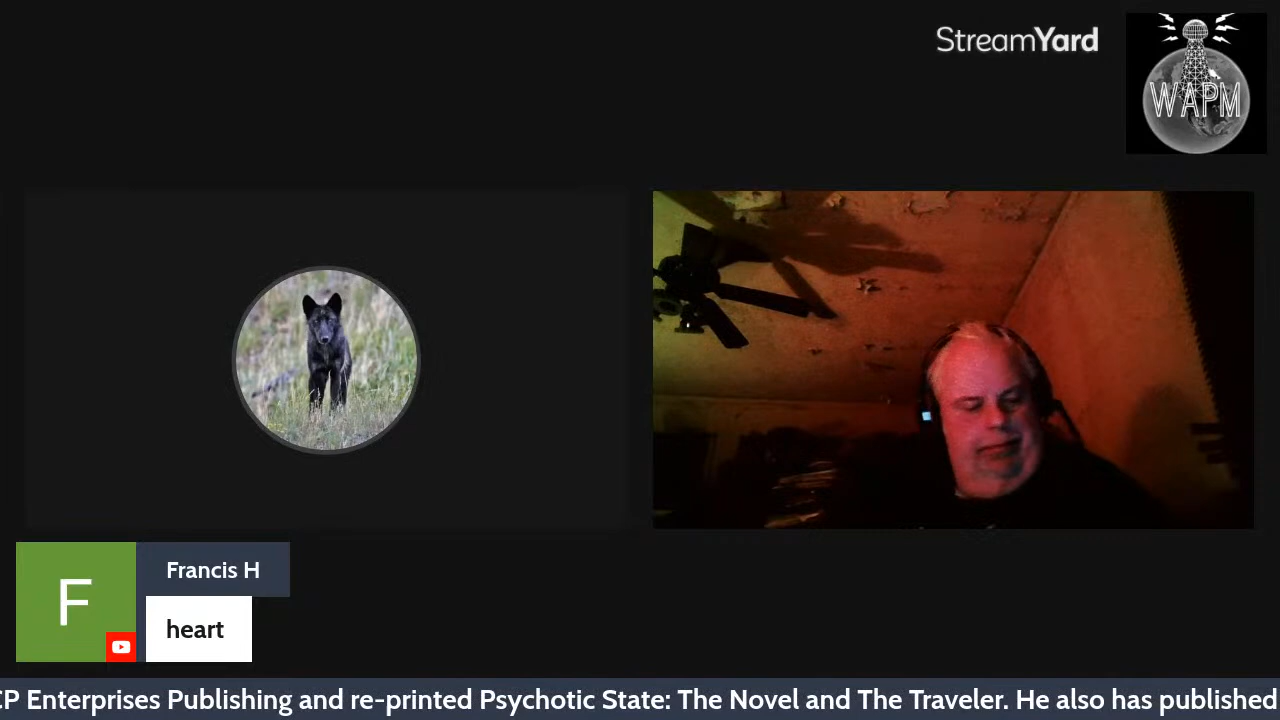 StreamYard
WAPM
Francis H
F
heart
CP Enterprises Publishing and re-printed Psychotic State: The Novel and The Traveler. He also has published